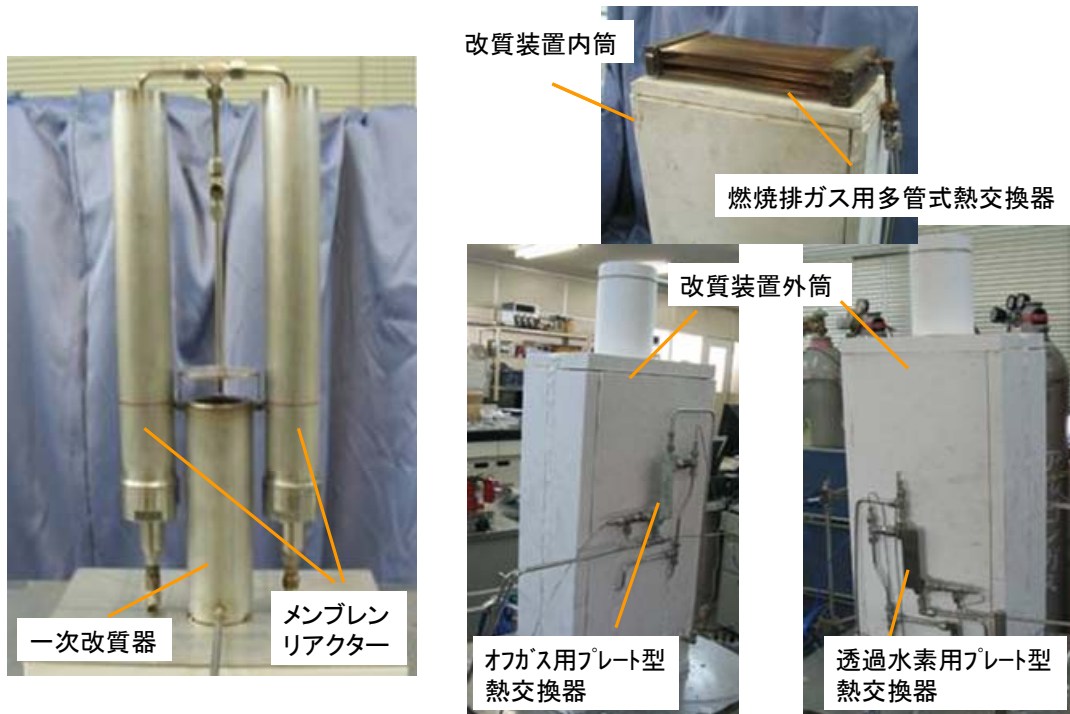 改質装置内筒
燃焼排ガス用多管式熱交換器
改質装置外筒
一次改質器
メンブレン
リアクター
オフガス用プレート型
熱交換器
透過水素用プレート型
熱交換器